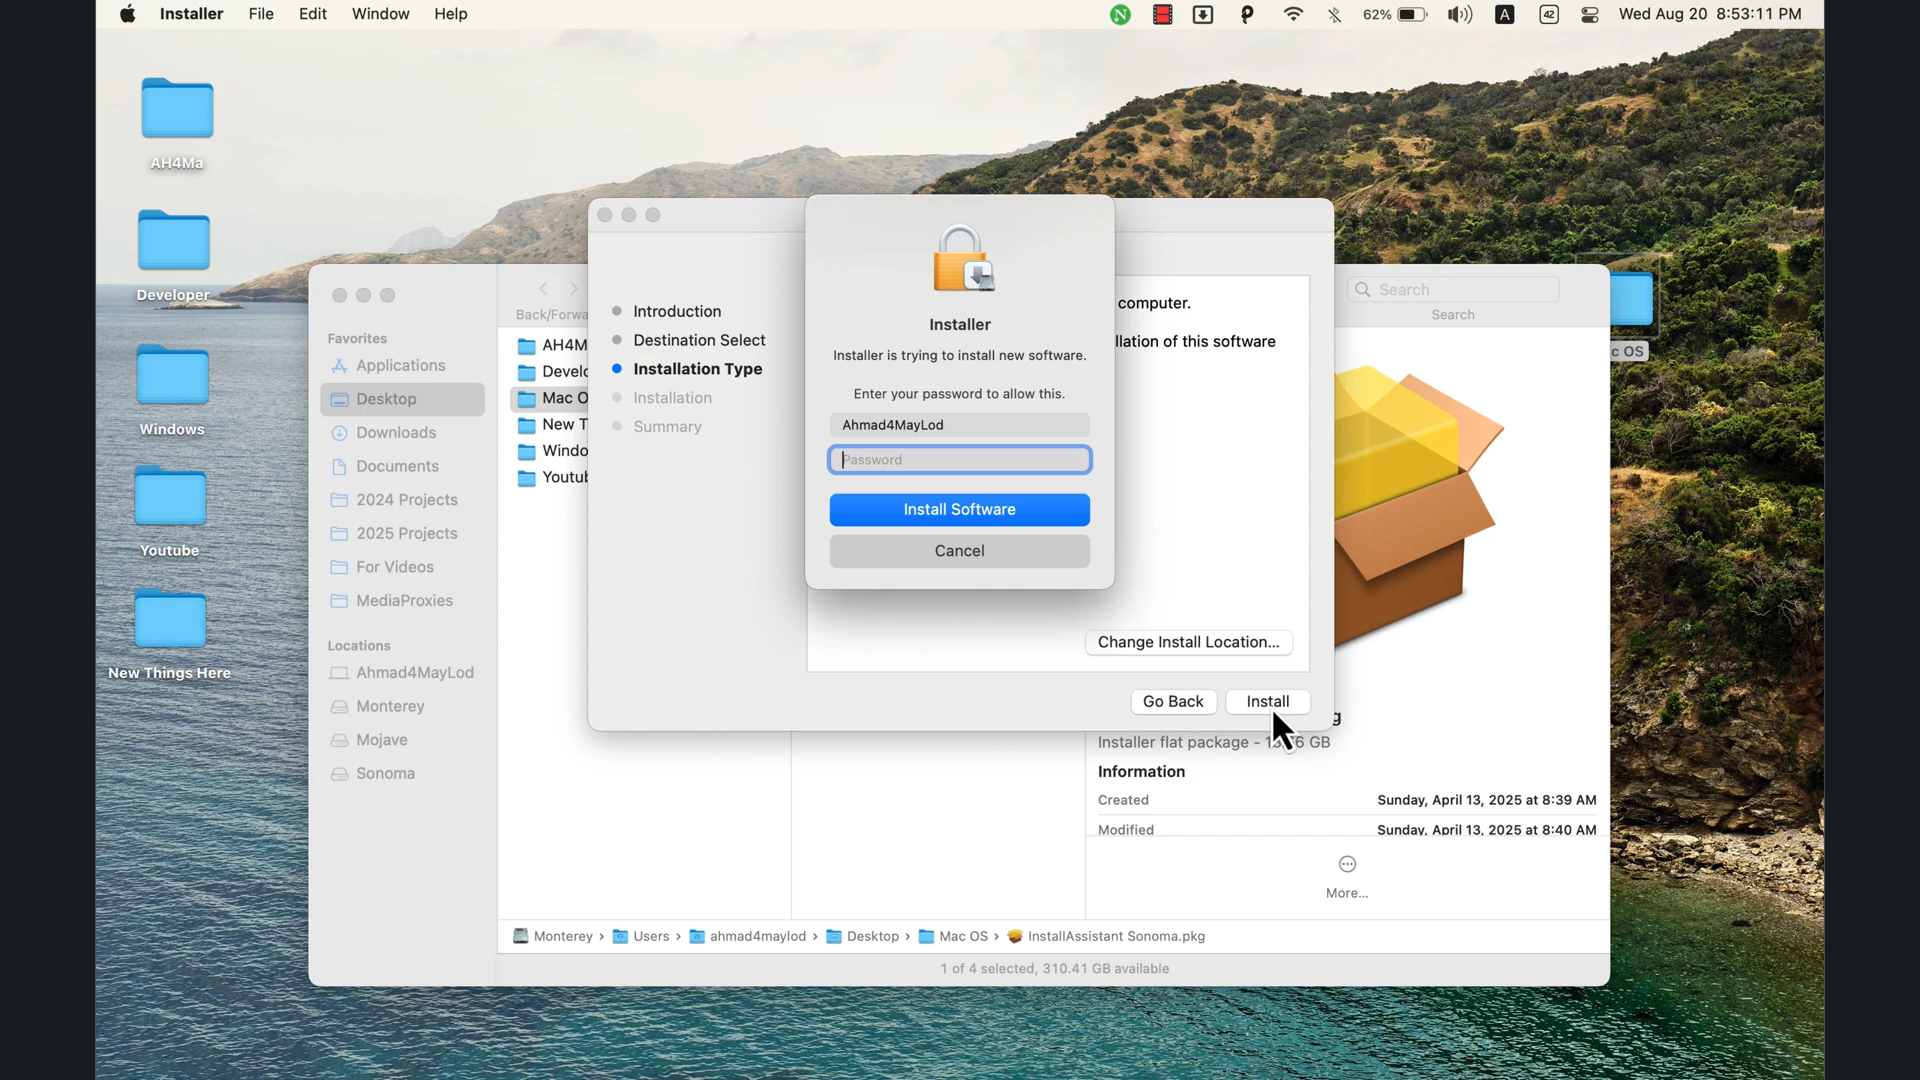 Installer File Edit Window Help
N 62% A 42 Wed Aug 20 8:53:11 PM
AH4Ma
Developer
Windows
Youtube
New Things Here
c OS
Favorites
Applications
Desktop
Downloads
Documents
2024 Projects
2025 Projects
For Videos
MediaProxies
Locations
Ahmad4MayLod
Monterey
Mojave
Sonoma
Back/Forwa
AH4M
Develo
Mac O
New T
Windo
Youtub
Search
Search
Introduction
Destination Select
Installation Type
Installation
Summary
computer.
llation of this software
Installer
Installer is trying to install new software.
Enter your password to allow this.
Ahmad4MayLod
Password
Install Software
Cancel
Change Install Location...
Go Back Install
g
Installer flat package - GB
Information
Created Sunday, April 13, 2025 at 8:39 AM
Modified Sunday, April 13, 2025 at 8:40 AM
More...
Monterey › Users › ahmad4maylod › Desktop › Mac OS › InstallAssistant Sonoma.pkg
1 of 4 selected, 310.41 GB available